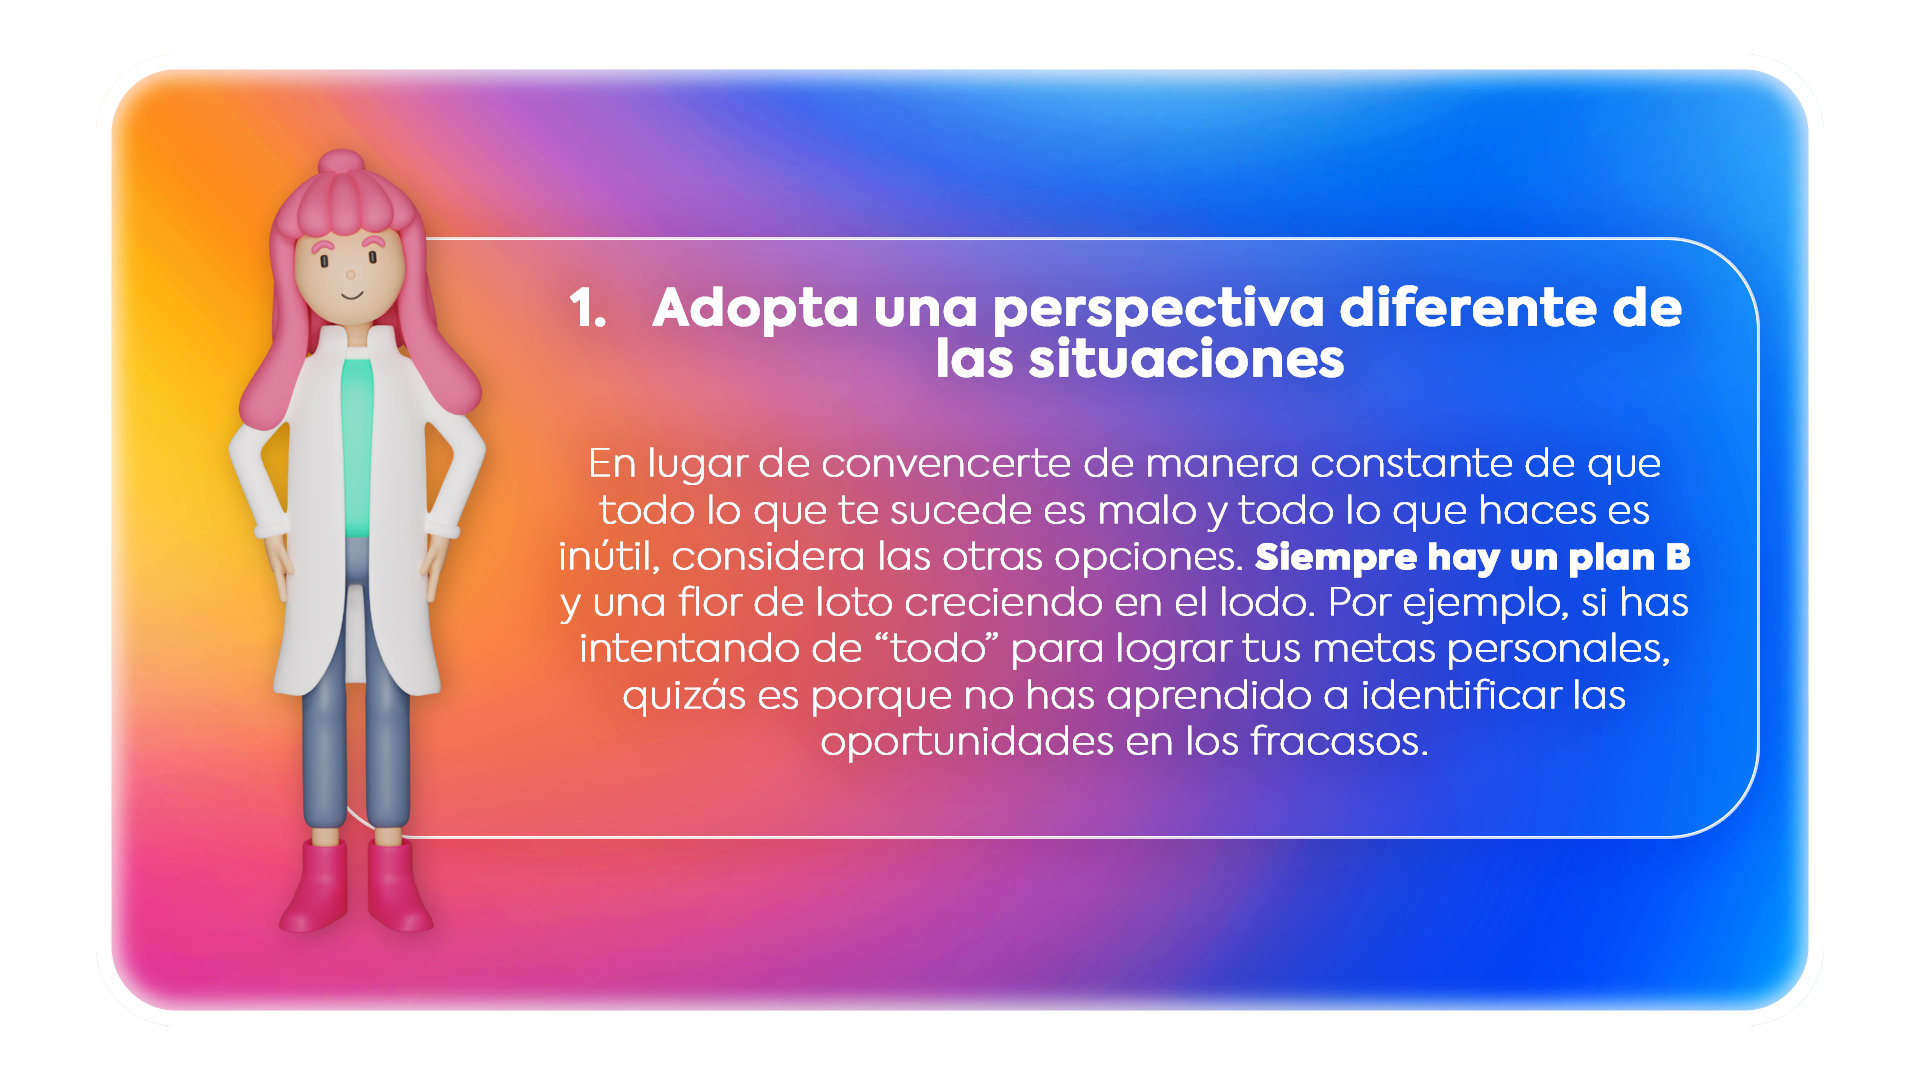 1. Adopta una perspectiva diferente de
las situaciones
En lugar de convencerte de manera constante de que
todo lo que te sucede es malo y todo lo que haces es
inútil, considera las otras opciones. Siempre hay un plan B
y una flor de loto creciendo en el lodo. Por ejemplo, si has
intentando de “todo” para lograr tus metas personales,
quizás es porque no has aprendido a identificar las
oportunidades en los fracasos.